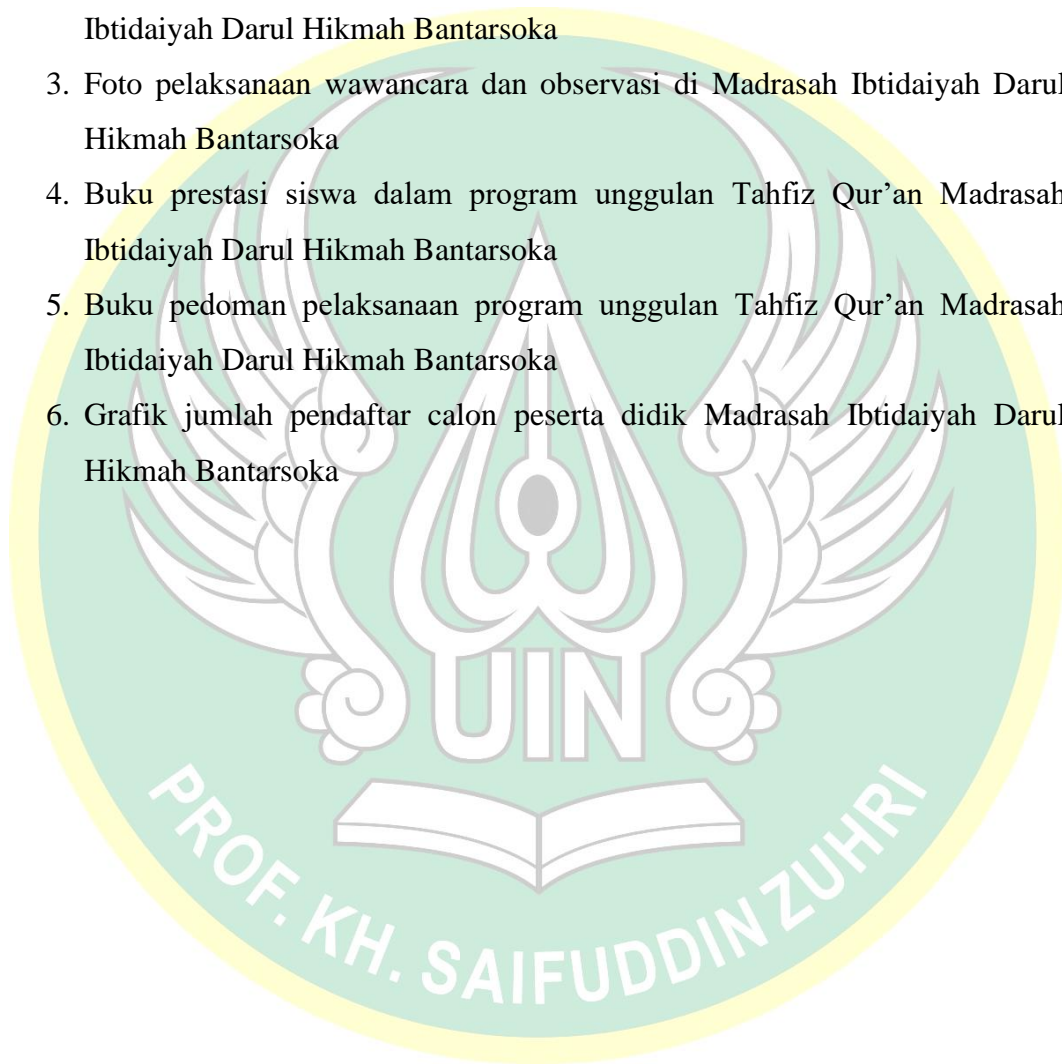 Ibtidaiyah Darul Hikmah Bantarsoka
3. Foto pelaksanaan wawancara dan observasi di Madrasah Ibtidaiyah Darul
Hikmah Bantarsoka
4. Buku prestasi siswa dalam program unggulan Tahfiz Qur’an Madrasah
Ibtidaiyah Darul Hikmah Bantarsoka
5. Buku pedoman pelaksanaan program unggulan Tahfiz Qur’an Madrasah
Ibtidaiyah Darul Hikmah Bantarsoka
6. Grafik jumlah pendaftar calon peserta didik Madrasah Ibtidaiyah Darul
Hikmah Bantarsoka
UIN
PROF. KH. SAIFUDDIN ZUHRI